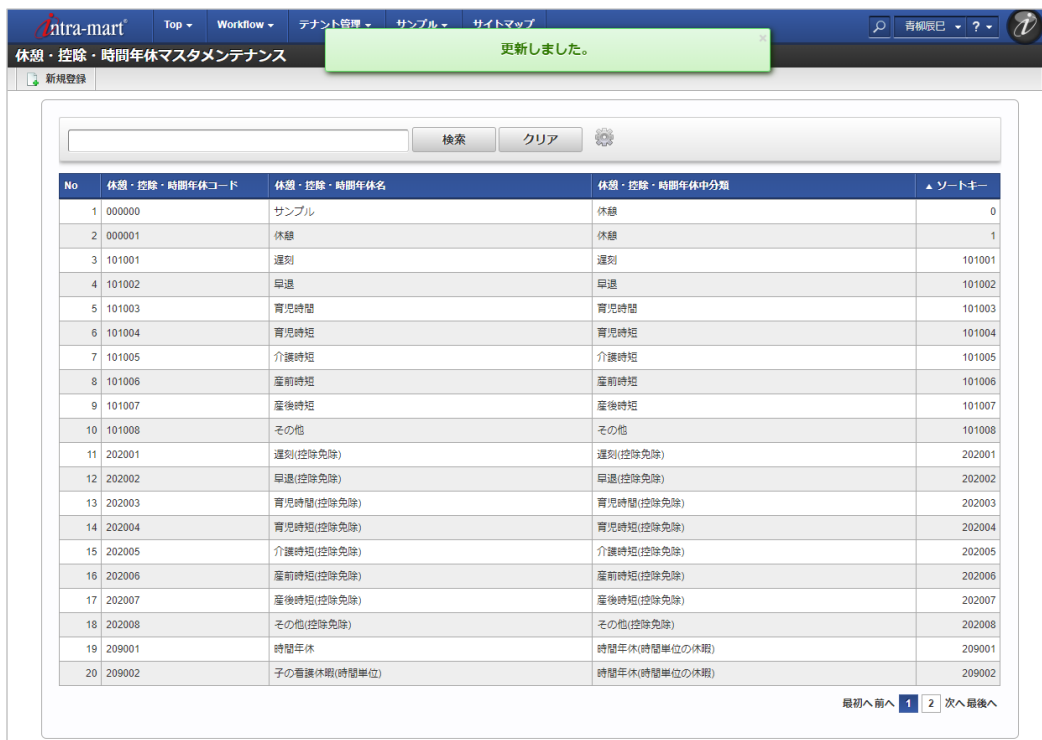 intra-mart® Top Workflow テナント管理 サンプル サイトマップ 青柳辰巳 ?
更新しました。 ×
休憩・控除・時間年休マスタメンテナンス
新規登録
検索 クリア
No 休憩・控除・時間年休コード 休憩・控除・時間年休名 休憩・控除・時間年休中分類 ▲ ソートキー
1 000000 サンプル 休憩 0
2 000001 休憩 休憩 1
3 101001 遅刻 遅刻 101001
4 101002 早退 早退 101002
5 101003 育児時間 育児時間 101003
6 101004 育児時短 育児時短 101004
7 101005 介護時短 介護時短 101005
8 101006 産前時短 産前時短 101006
9 101007 産後時短 産後時短 101007
10 101008 その他 その他 101008
11 202001 遅刻(控除免除) 遅刻(控除免除) 202001
12 202002 早退(控除免除) 早退(控除免除) 202002
13 202003 育児時間(控除免除) 育児時間(控除免除) 202003
14 202004 育児時短(控除免除) 育児時短(控除免除) 202004
15 202005 介護時短(控除免除) 介護時短(控除免除) 202005
16 202006 産前時短(控除免除) 産前時短(控除免除) 202006
17 202007 産後時短(控除免除) 産後時短(控除免除) 202007
18 202008 その他(控除免除) その他(控除免除) 202008
19 209001 時間年休 時間年休(時間単位の休暇) 209001
20 209002 子の看護休暇(時間単位) 時間年休(時間単位の休暇) 209002
最初へ 前へ 1 2 次へ 最後へ